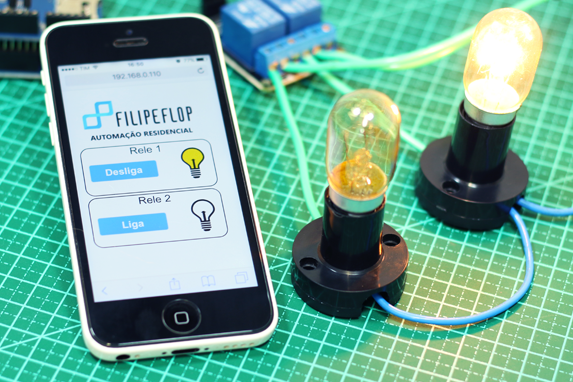 192.168.0.110
FILIPEFLOP
AUTOMAÇÃO RESIDENCIAL
Rele 1
Desliga
Rele 2
Liga